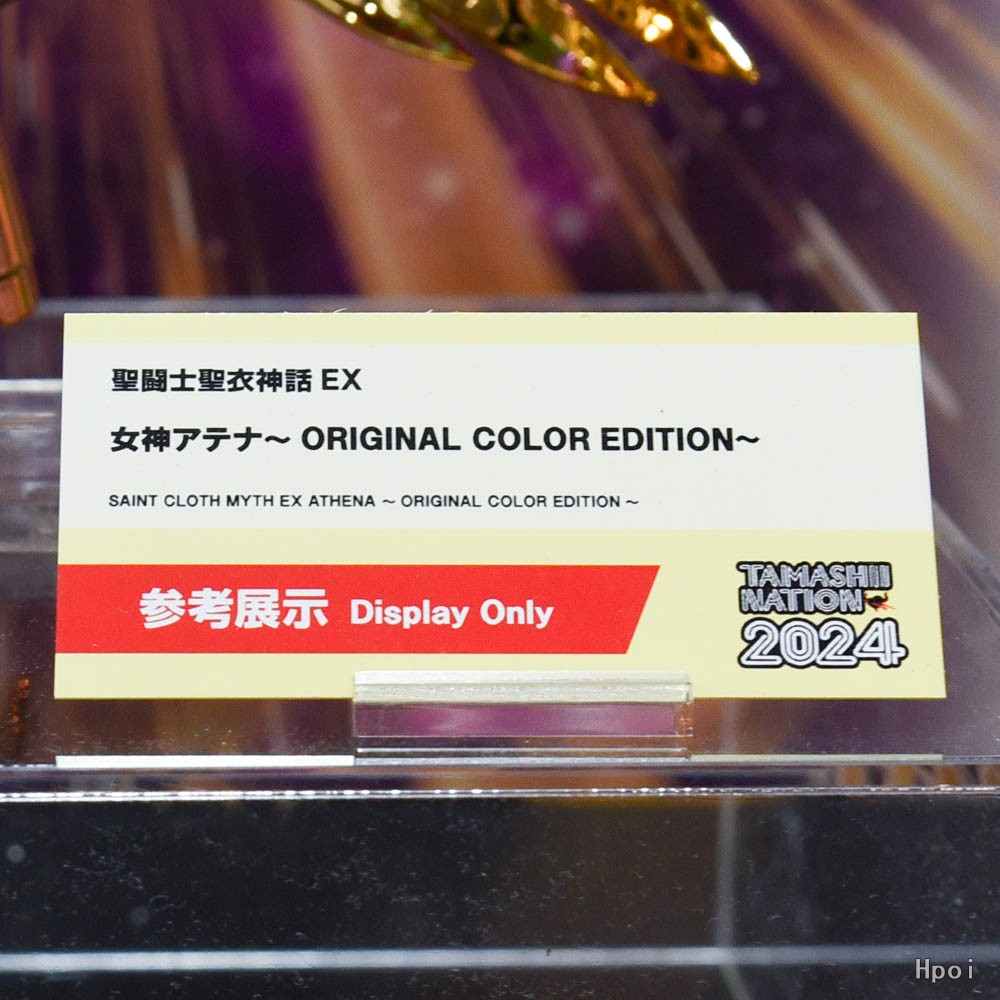 聖闘士聖衣神話 EX
女神アテナ～ ORIGINAL COLOR EDITION～
SAINT CLOTH MYTH EX ATHENA ～ ORIGINAL COLOR EDITION ～
参考展示 Display Only
TAMASHII
NATION
2024
Hpoi